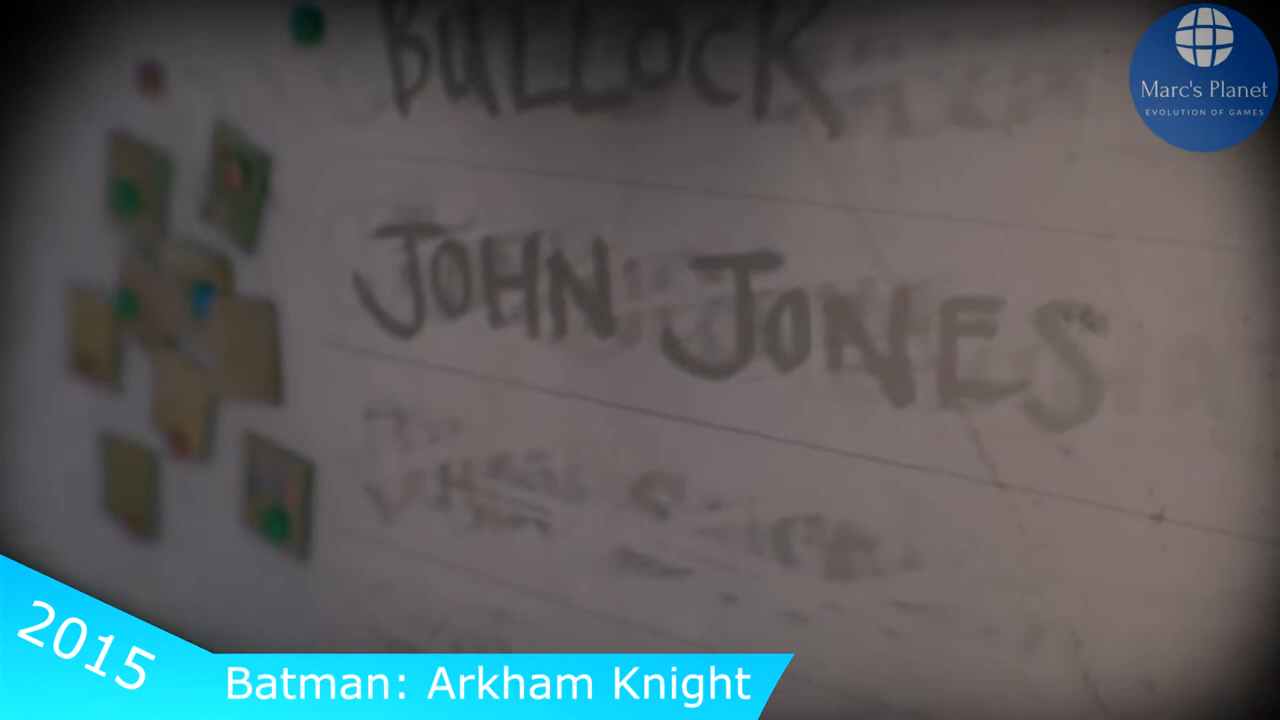 BULLOCK
Marc's Planet
EVOLUTION OF GAMES
JOHN JONES
2015
Batman: Arkham Knight